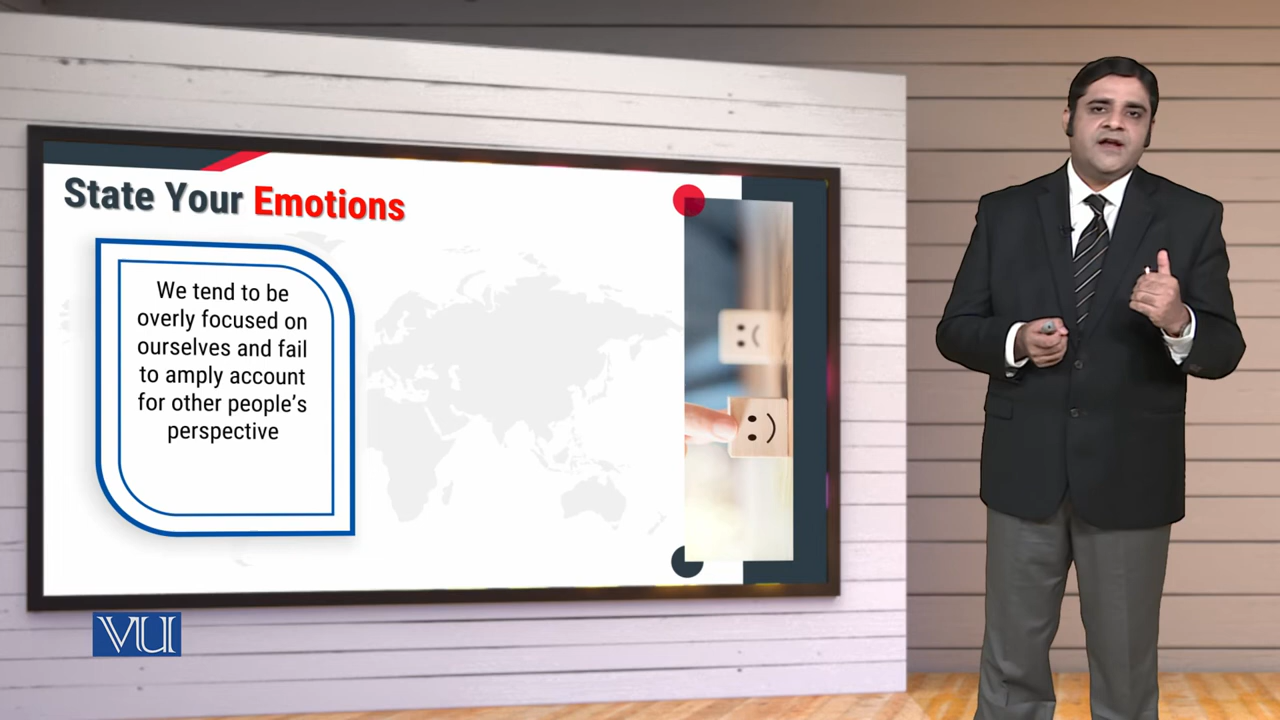 State Your Emotions
We tend to be
overly focused on
ourselves and fail
to amply account
for other people's
perspective
VU